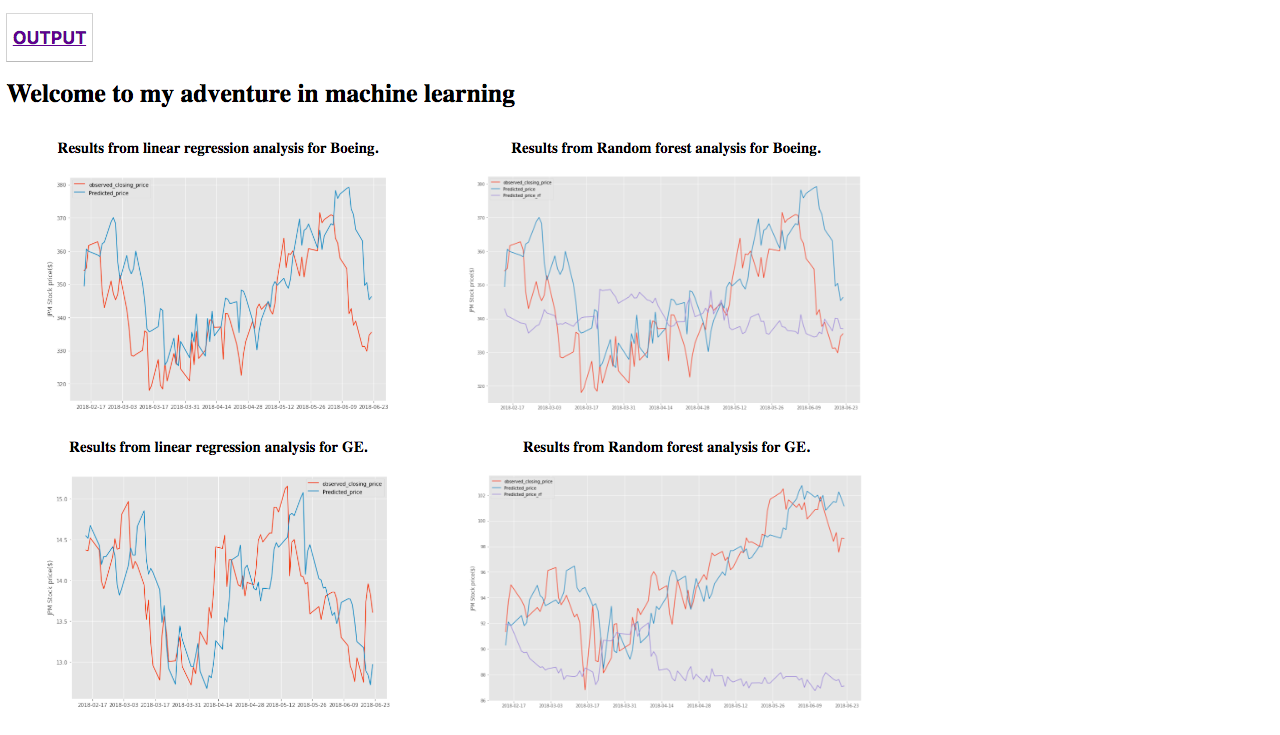 OUTPUT
Welcome to my adventure in machine learning
Results from linear regression analysis for Boeing.
Results from Random forest analysis for Boeing.
observed_closing_price
Predicted_price
380
370
360
350
340
330
320
JPM Stock price($)
2018-02-17 2018-03-03 2018-03-17 2018-03-31 2018-04-14 2018-04-28 2018-05-12 2018-05-26 2018-06-09 2018-06-23
observed_closing_price
Predicted_price
Predicted_price_rf
380
370
360
350
340
330
320
JPM Stock price($)
2018-02-17 2018-03-03 2018-03-17 2018-03-31 2018-04-14 2018-04-28 2018-05-12 2018-05-26 2018-06-09 2018-06-23
Results from linear regression analysis for GE.
Results from Random forest analysis for GE.
observed_closing_price
Predicted_price
15.0
14.5
14.0
13.5
13.0
JPM Stock price($)
2018-02-17 2018-03-03 2018-03-17 2018-03-31 2018-04-14 2018-04-28 2018-05-12 2018-05-26 2018-06-09 2018-06-23
observed_closing_price
Predicted_price
Predicted_price_rf
102
100
98
96
94
92
90
88
86
JPM Stock price($)
2018-02-17 2018-03-03 2018-03-17 2018-03-31 2018-04-14 2018-04-28 2018-05-12 2018-05-26 2018-06-09 2018-06-23